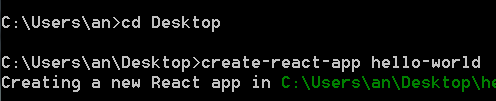 C:\Users\an>cd Desktop
C:\Users\an\Desktop>create-react-app hello-world
Creating a new React app in C:\Users\an\Desktop\he